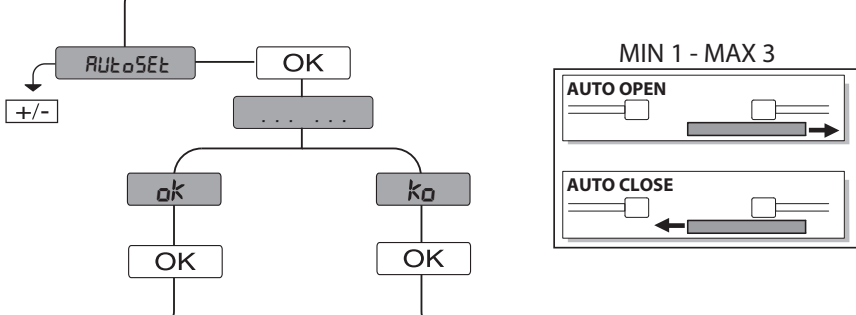 AUtoSEt
OK
+/-
... ...
ok
ko
OK
OK
MIN 1 - MAX 3
AUTO OPEN
AUTO CLOSE